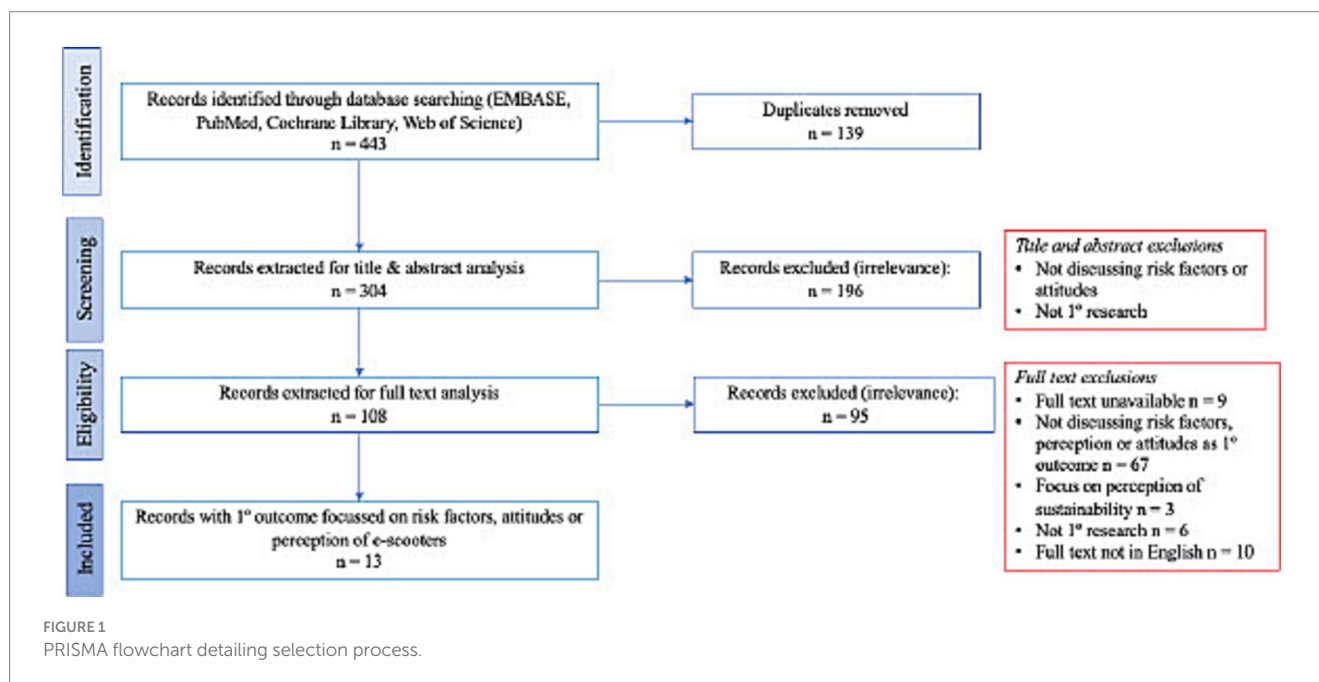 Identification
Records identified through database searching (EMBASE,
PubMed, Cochrane Library, Web of Science)
n = 443
Duplicates removed
n = 139
Screening
Records extracted for title & abstract analysis
n = 304
Records excluded (irrelevance):
n = 196
Title and abstract exclusions
• Not discussing risk factors or
attitudes
• Not 1° research
Eligibility
Records extracted for full text analysis
n = 108
Records excluded (irrelevance):
n = 95
Full text exclusions
• Full text unavailable n = 9
• Not discussing risk factors,
perception or attitudes as 1°
outcome n = 67
• Focus on perception of
sustainability n = 3
• Not 1° research n = 6
• Full text not in English n = 10
Included
Records with 1° outcome focussed on risk factors, attitudes or
perception of e-scooters
n = 13
FIGURE 1
PRISMA flowchart detailing selection process.